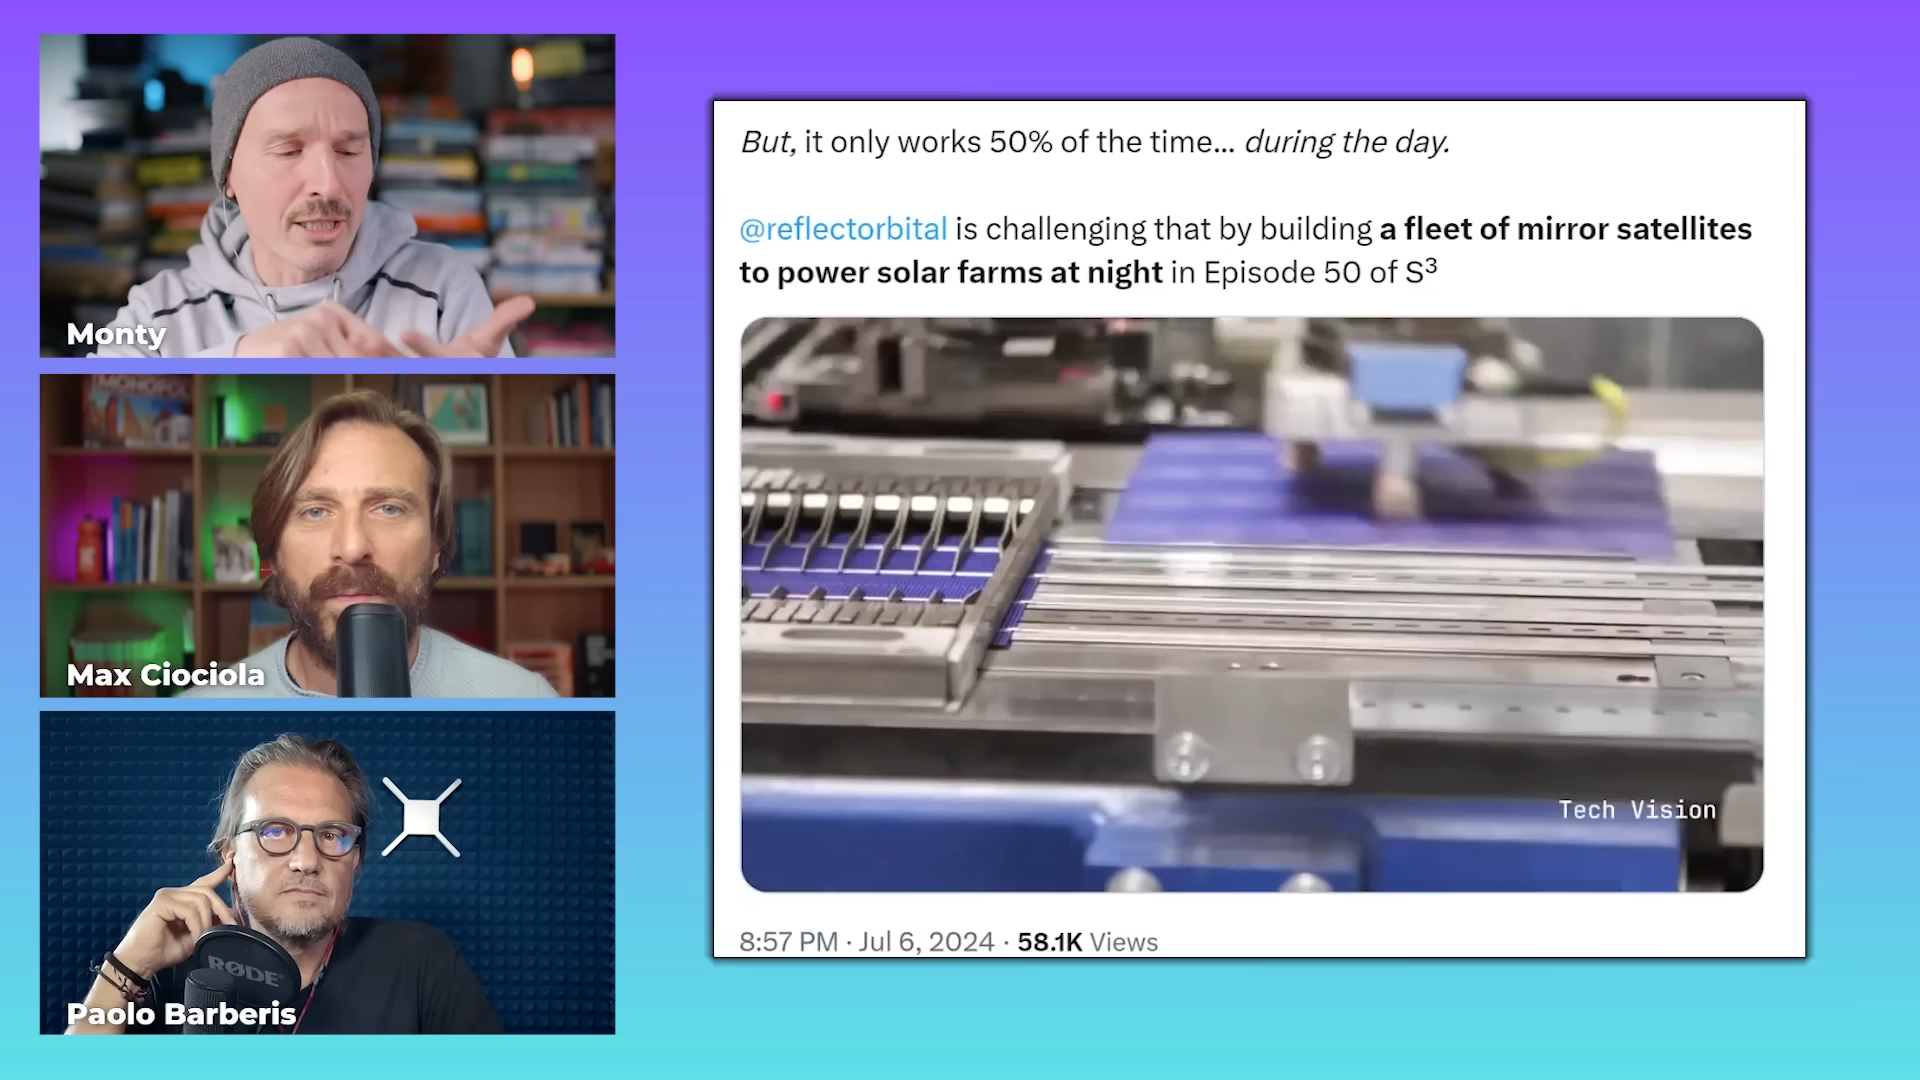 But, it only works 50% of the time... during the day.
@reflectorbital is challenging that by building a fleet of mirror satellites
to power solar farms at night in Episode 50 of S³
Tech Vision
8:57 PM · Jul 6, 2024 · 58.1K Views
Monty
MONOPOL
Max Ciociola
RØDE
Paolo Barberis